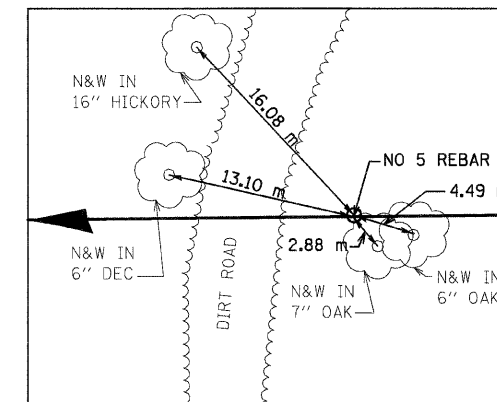 N&W IN
16" HICKORY
16.08 m
NO 5 REBAR
13.10 m
4.49
2.88 m
N&W IN
6" DEC
DIRT ROAD
N&W IN
7" OAK
N&W IN
6" OAK